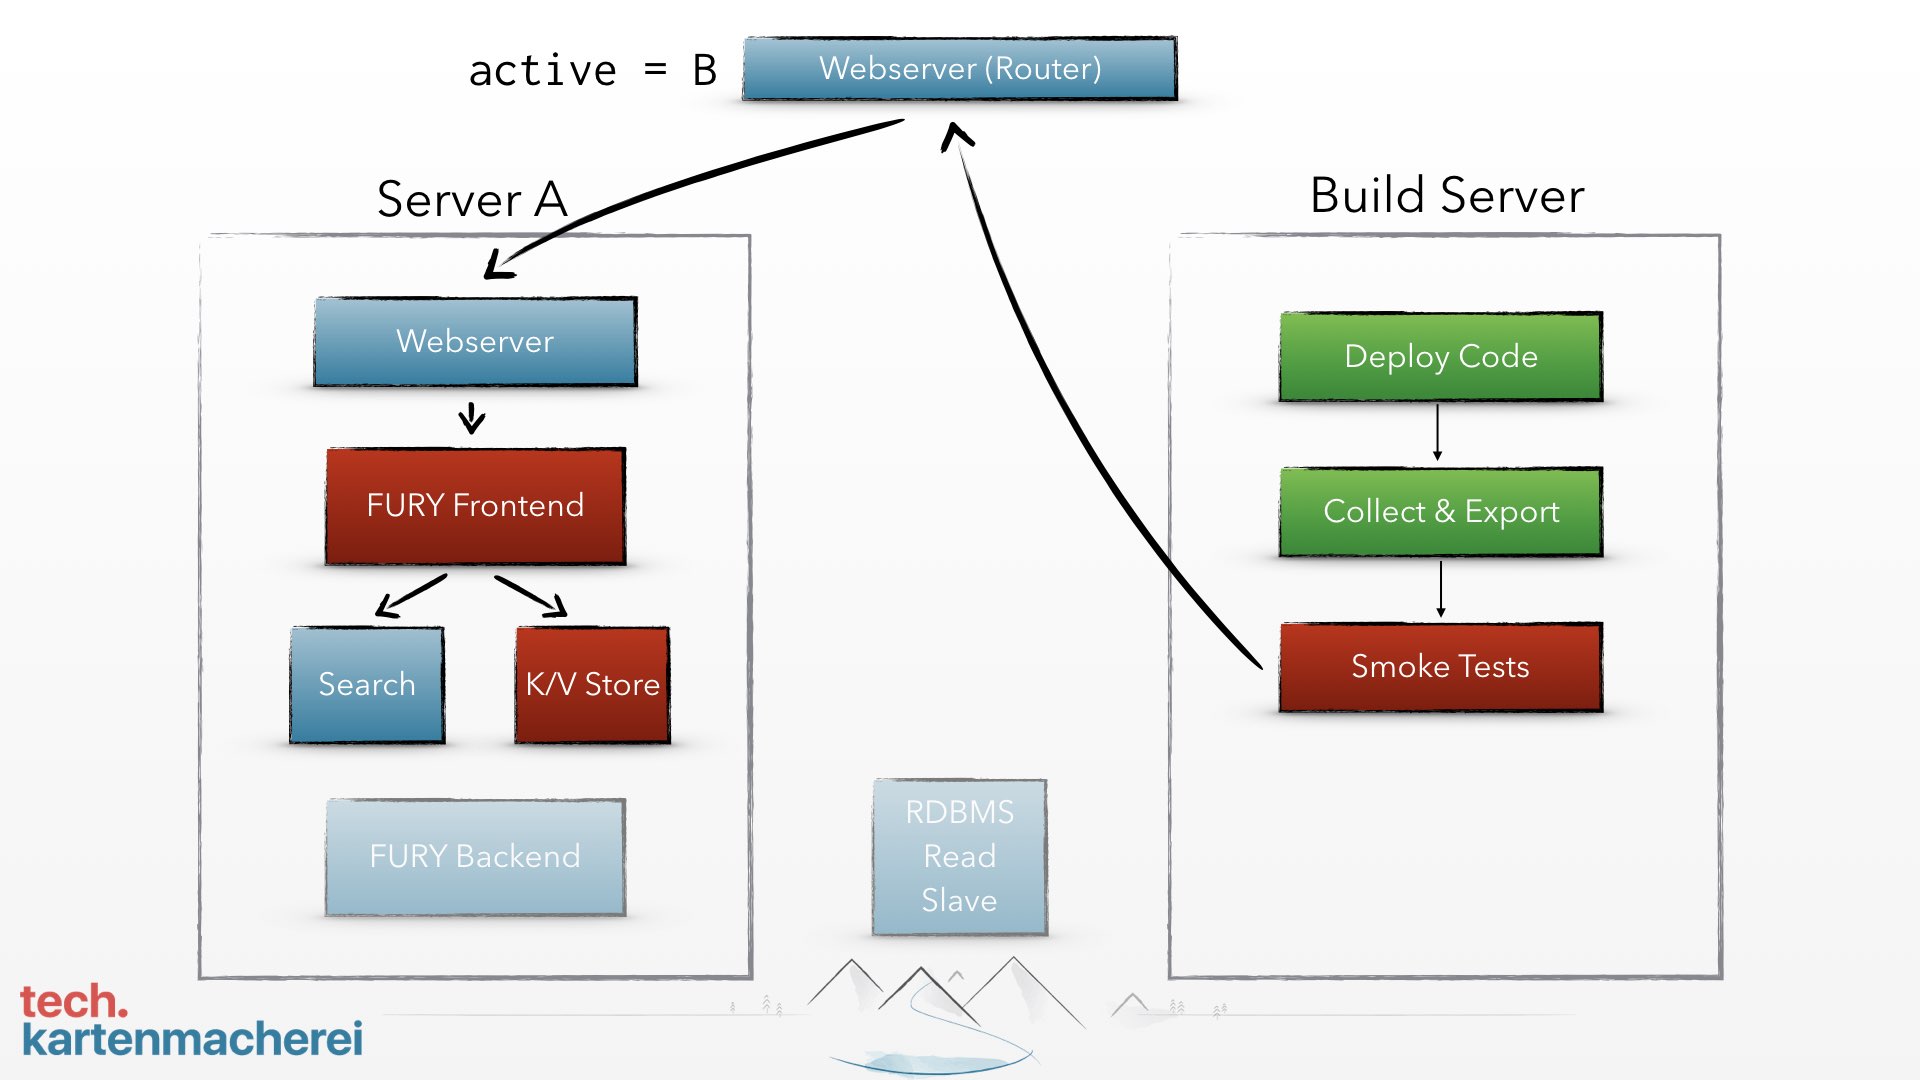 active = B
Webserver (Router)
Server A
Build Server
Webserver
Deploy Code
FURY Frontend
Collect & Export
Search
K/V Store
Smoke Tests
FURY Backend
RDBMS
Read
Slave
tech.
kartenmacherei